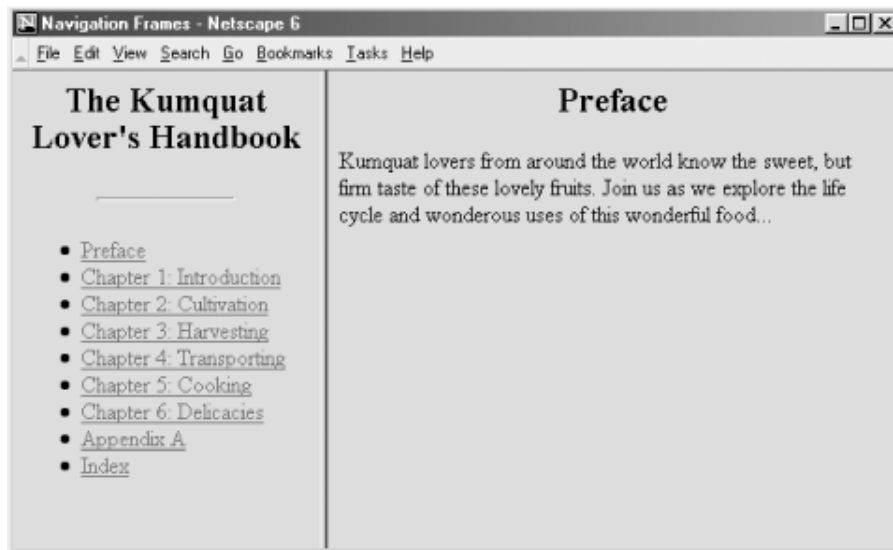 Navigation Frames - Netscape 6
File Edit View Search Go Bookmarks Tasks Help
The Kumquat
Lover's Handbook
Preface
Chapter 1: Introduction
Chapter 2: Cultivation
Chapter 3: Harvesting
Chapter 4: Transporting
Chapter 5: Cooking
Chapter 6: Delicacies
Appendix A
Index
Preface
Kumquat lovers from around the world know the sweet, but
firm taste of these lovely fruits. Join us as we explore the life
cycle and wonderous uses of this wonderful food...